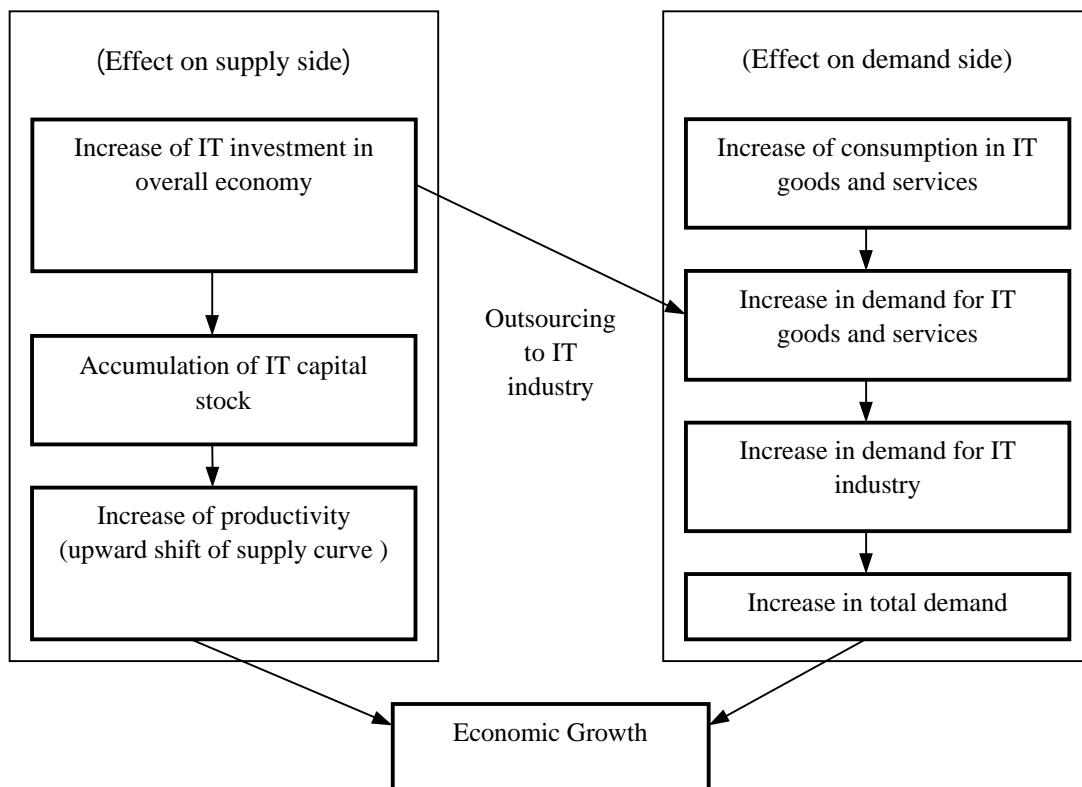 (Effect on supply side)
Increase of IT investment in
overall economy
Accumulation of IT capital
stock
Increase of productivity
(upward shift of supply curve )
Outsourcing
to IT
industry
(Effect on demand side)
Increase of consumption in IT
goods and services
Increase in demand for IT
goods and services
Increase in demand for IT
industry
Increase in total demand
Economic Growth